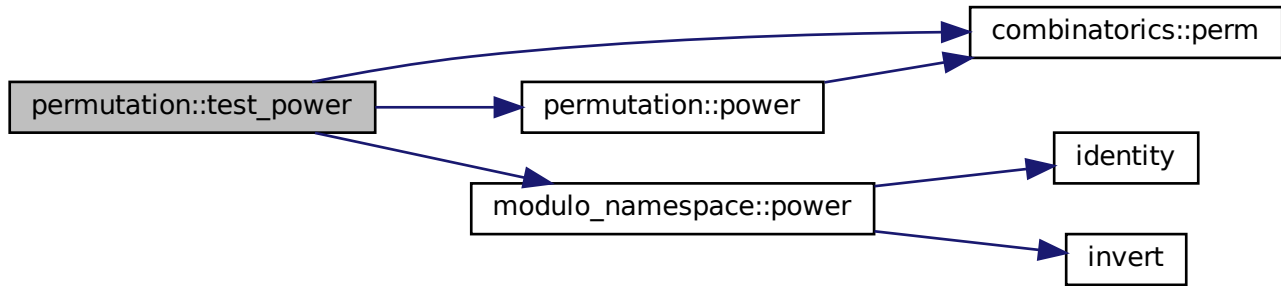 combinatorics::perm
permutation::test_power
permutation::power
identity
modulo_namespace::power
invert